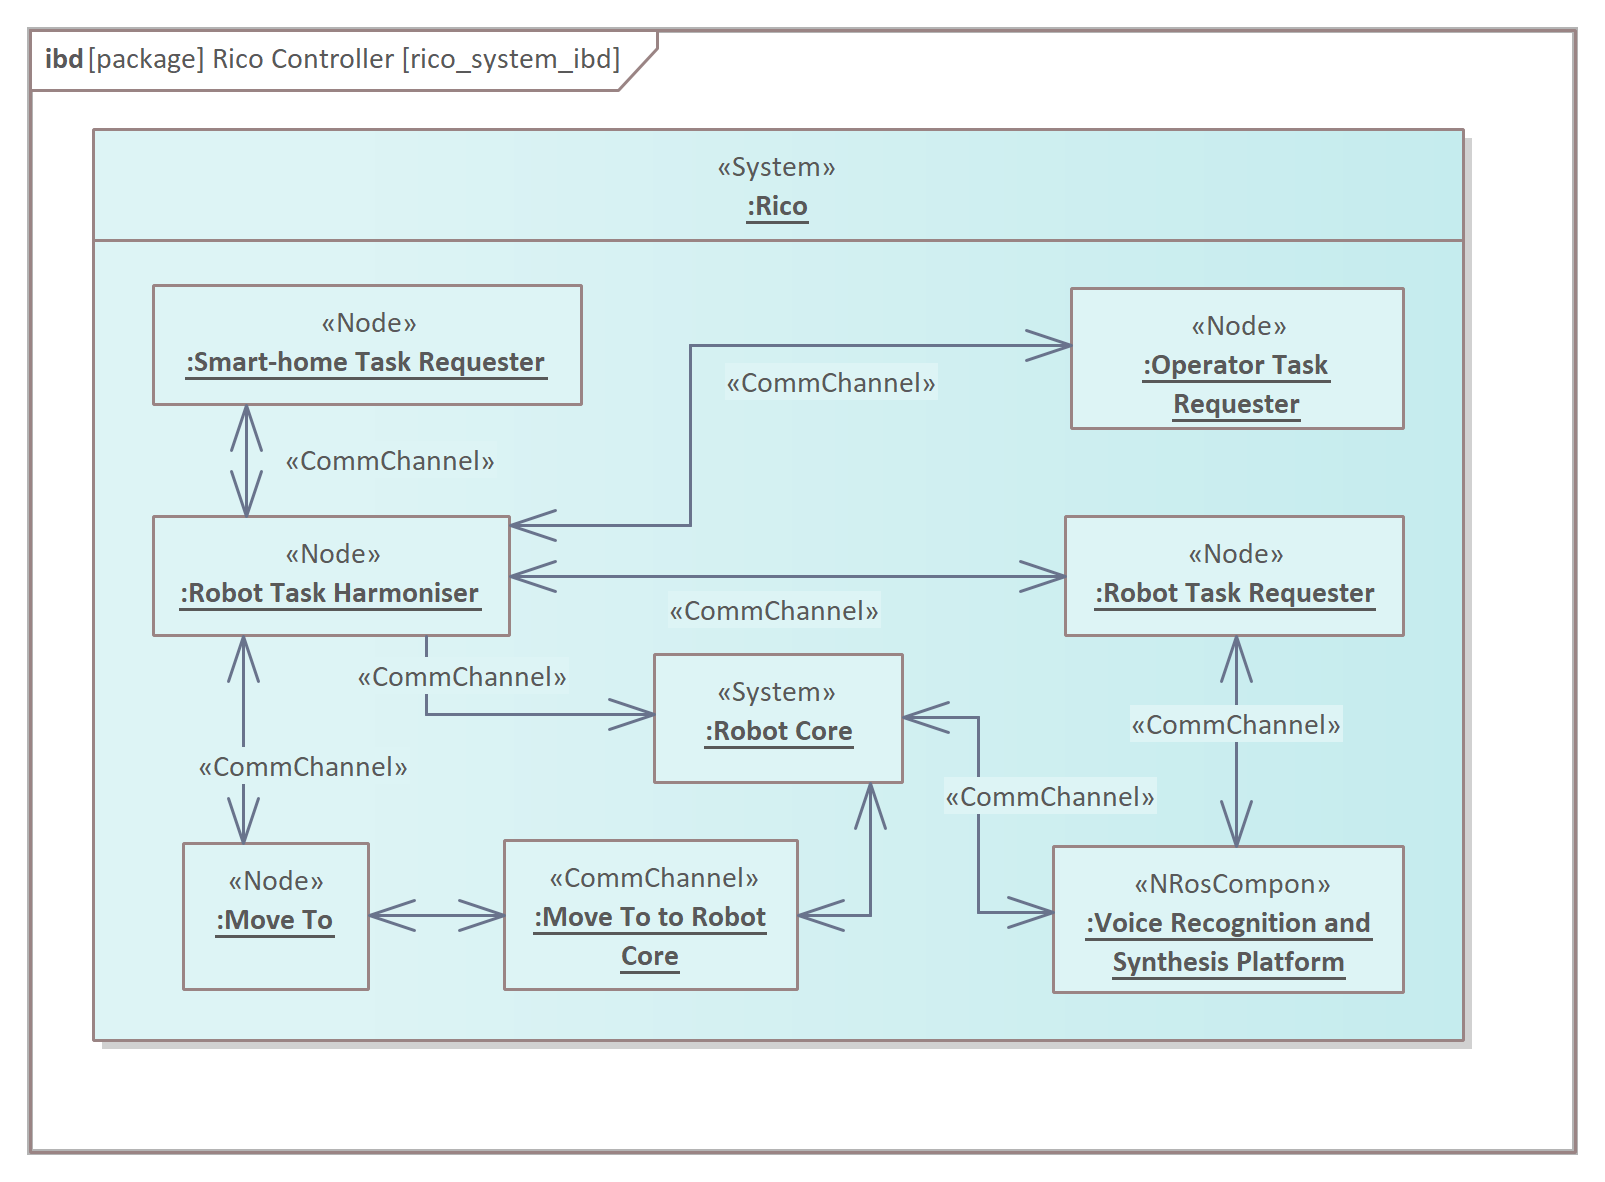 ibd [package] Rico Controller [rico_system_ibd]
«System»
:Rico
«Node»
:Smart-home Task Requester
«Node»
:Operator Task
Requester
«CommChannel»
«CommChannel»
«Node»
:Robot Task Harmoniser
«Node»
:Robot Task Requester
«CommChannel»
«CommChannel»
«System»
:Robot Core
«CommChannel»
«CommChannel»
«CommChannel»
«Node»
:Move To
«CommChannel»
:Move To to Robot
Core
«NRosCompon»
:Voice Recognition and
Synthesis Platform